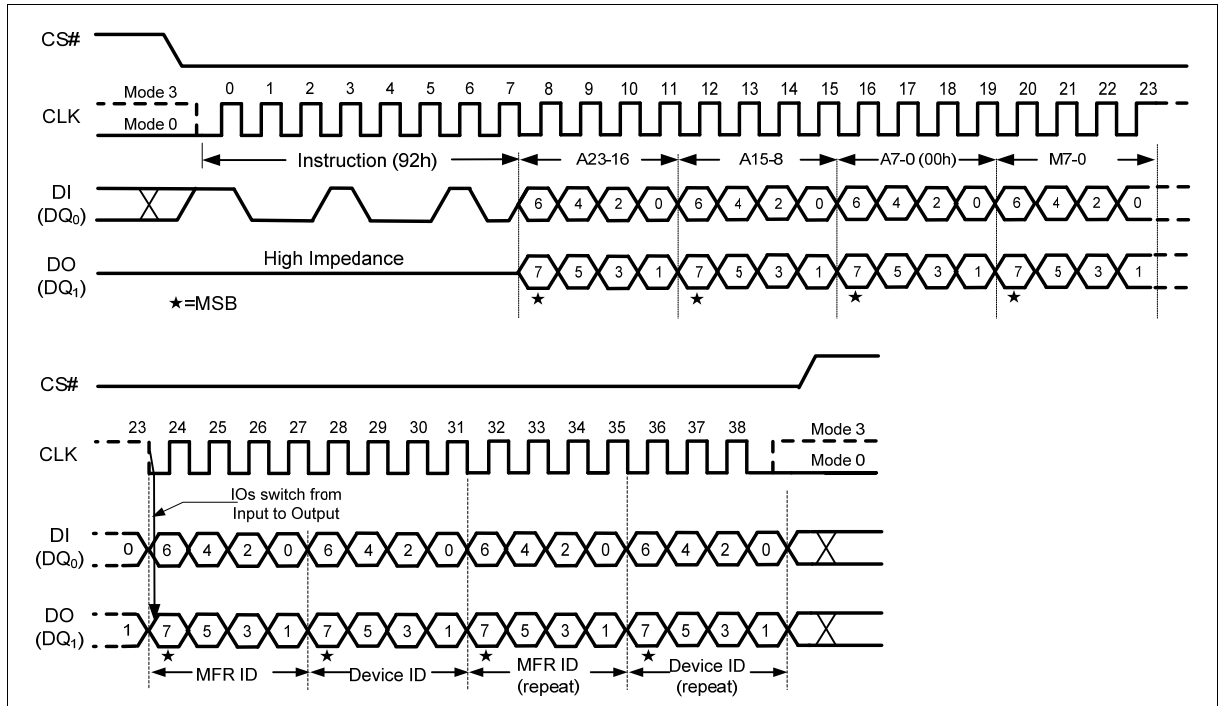 CS#
Mode 3 0 1 2 3 4 5 6 7 8 9 10 11 12 13 14 15 16 17 18 19 20 21 22 23
CLK
Mode 0
Instruction (92h) A23-16 A15-8 A7-0 (00h) M7-0
DI
(DQ0)
6 4 2 0 6 4 2 0 6 4 2 0 6 4 2 0
DO
(DQ1)
High Impedance
7 5 3 1 7 5 3 1 7 5 3 1 7 5 3 1
★ ★ ★ ★
★=MSB
CS#
23 24 25 26 27 28 29 30 31 32 33 34 35 36 37 38 Mode 3
CLK
Mode 0
IOs switch from
Input to Output
DI
(DQ0)
0 6 4 2 0 6 4 2 0 6 4 2 0 6 4 2 0
DO
(DQ1)
1 7 5 3 1 7 5 3 1 7 5 3 1 7 5 3 1
★ ★ ★ ★
MFR ID Device ID MFR ID
(repeat)
Device ID
(repeat)